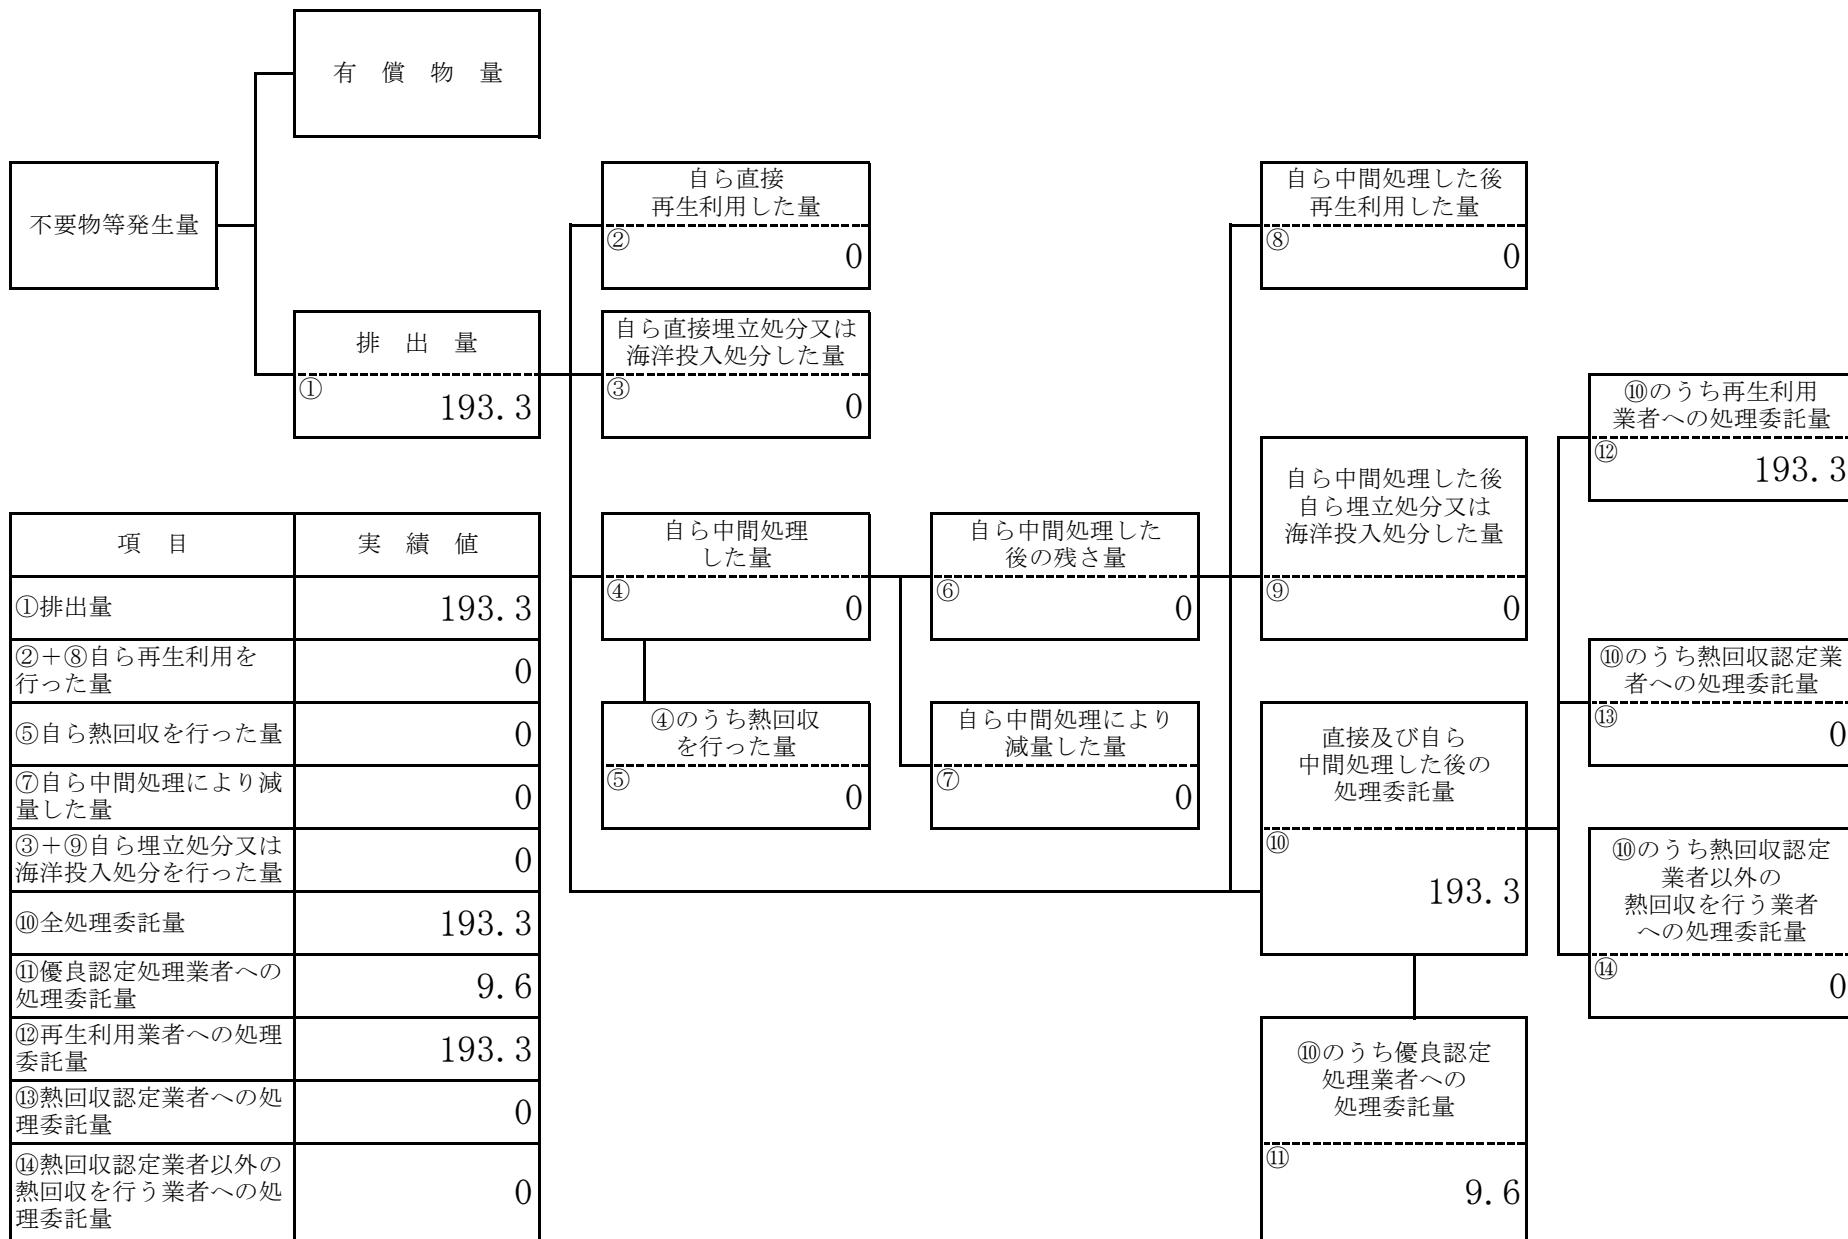 有　償　物　量
不要物等発生量
排　出　量
①
193.3
自ら直接
再生利用した量
②
0
自ら直接埋立処分又は
海洋投入処分した量
③
0
自ら中間処理
した量
④
0
④のうち熱回収
を行った量
⑤
0
自ら中間処理した
後の残さ量
⑥
0
自ら中間処理により
減量した量
⑦
0
自ら中間処理した後
再生利用した量
⑧
0
自ら中間処理した後
自ら埋立処分又は
海洋投入処分した量
⑨
0
直接及び自ら
中間処理した後の
処理委託量
⑩
193.3
⑩のうち優良認定
処理業者への
処理委託量
⑪
9.6
⑩のうち再生利用
業者への処理委託量
⑫
193.3
⑩のうち熱回収認定業
者への処理委託量
⑬
0
⑩のうち熱回収認定
業者以外の
熱回収を行う業者
への処理委託量
⑭
0
項　目
実　績　値
①排出量
193.3
②＋⑧自ら再生利用を
行った量
0
⑤自ら熱回収を行った量
0
⑦自ら中間処理により減
量した量
0
③＋⑨自ら埋立処分又は
海洋投入処分を行った量
0
⑩全処理委託量
193.3
⑪優良認定処理業者への
処理委託量
9.6
⑫再生利用業者への処理
委託量
193.3
⑬熱回収認定業者への処
理委託量
0
⑭熱回収認定業者以外の
熱回収を行う業者への処
理委託量
0